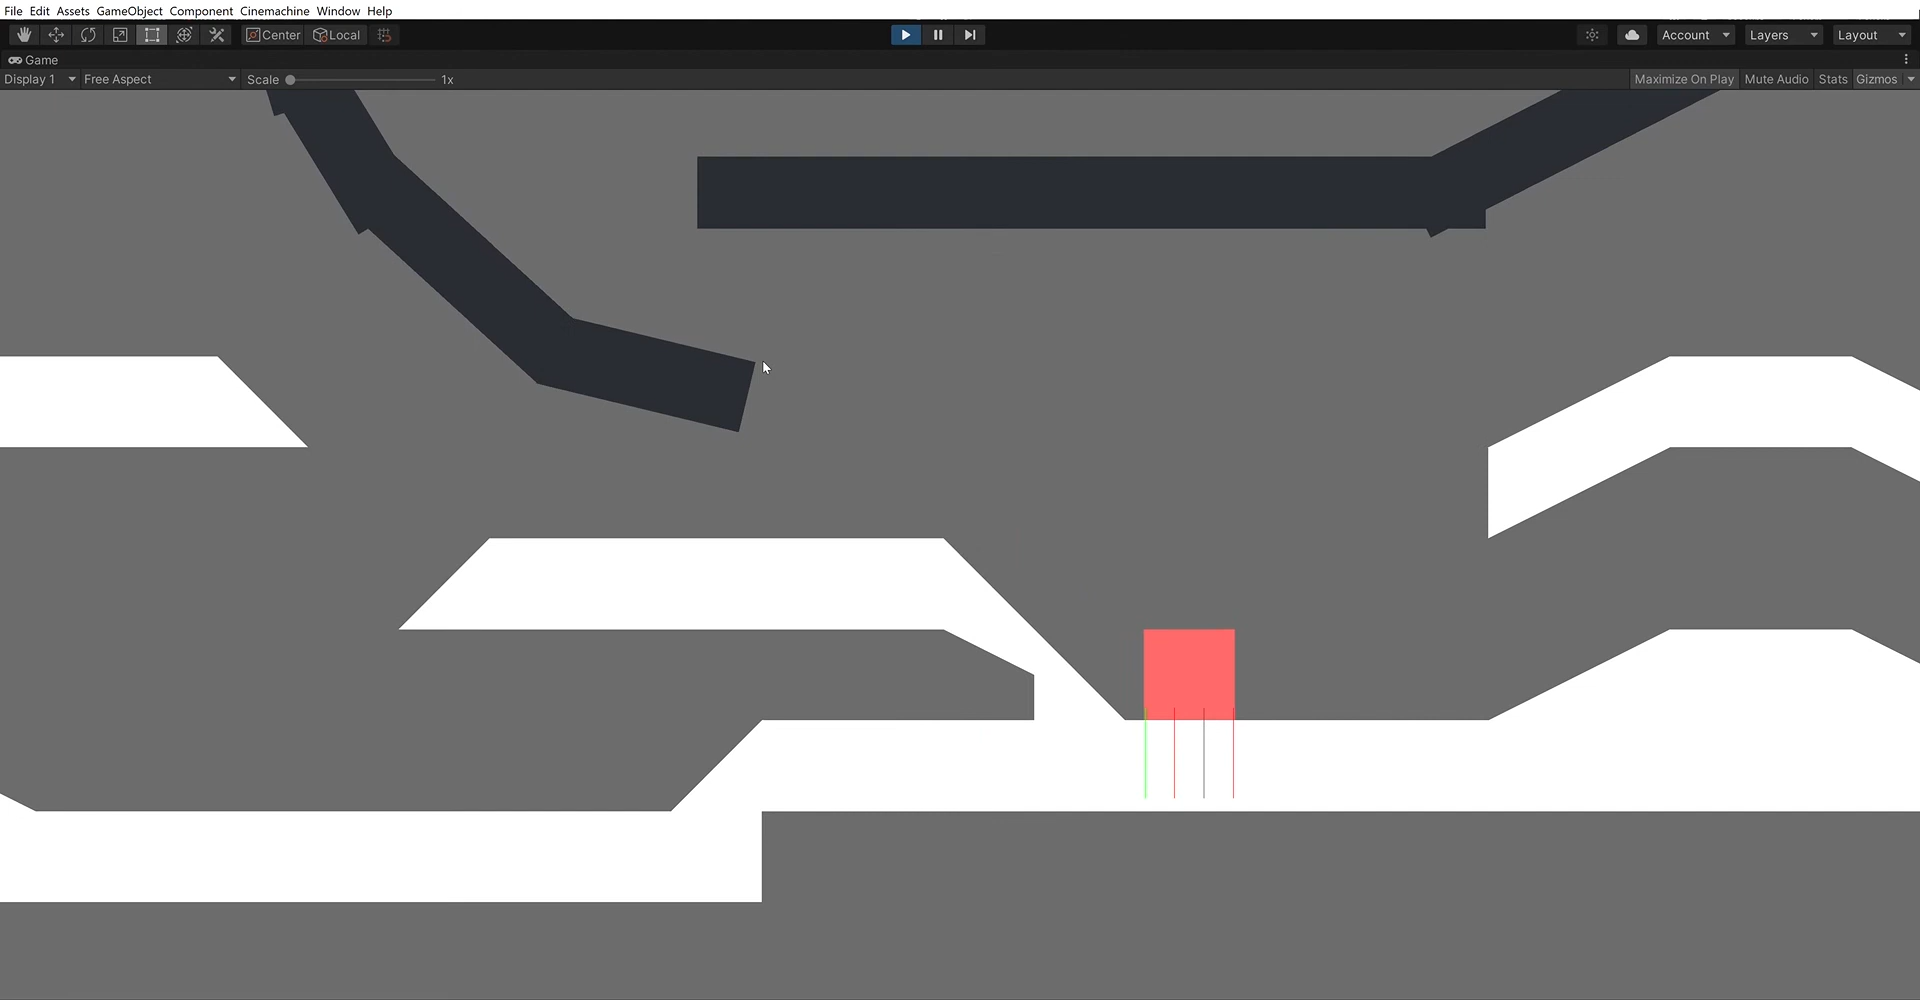 File Edit Assets GameObject Component Cinemachine Window Help
Center Local Account Layers Layout
Game
Display 1 Free Aspect Scale 1x Maximize On Play Mute Audio Stats Gizmos